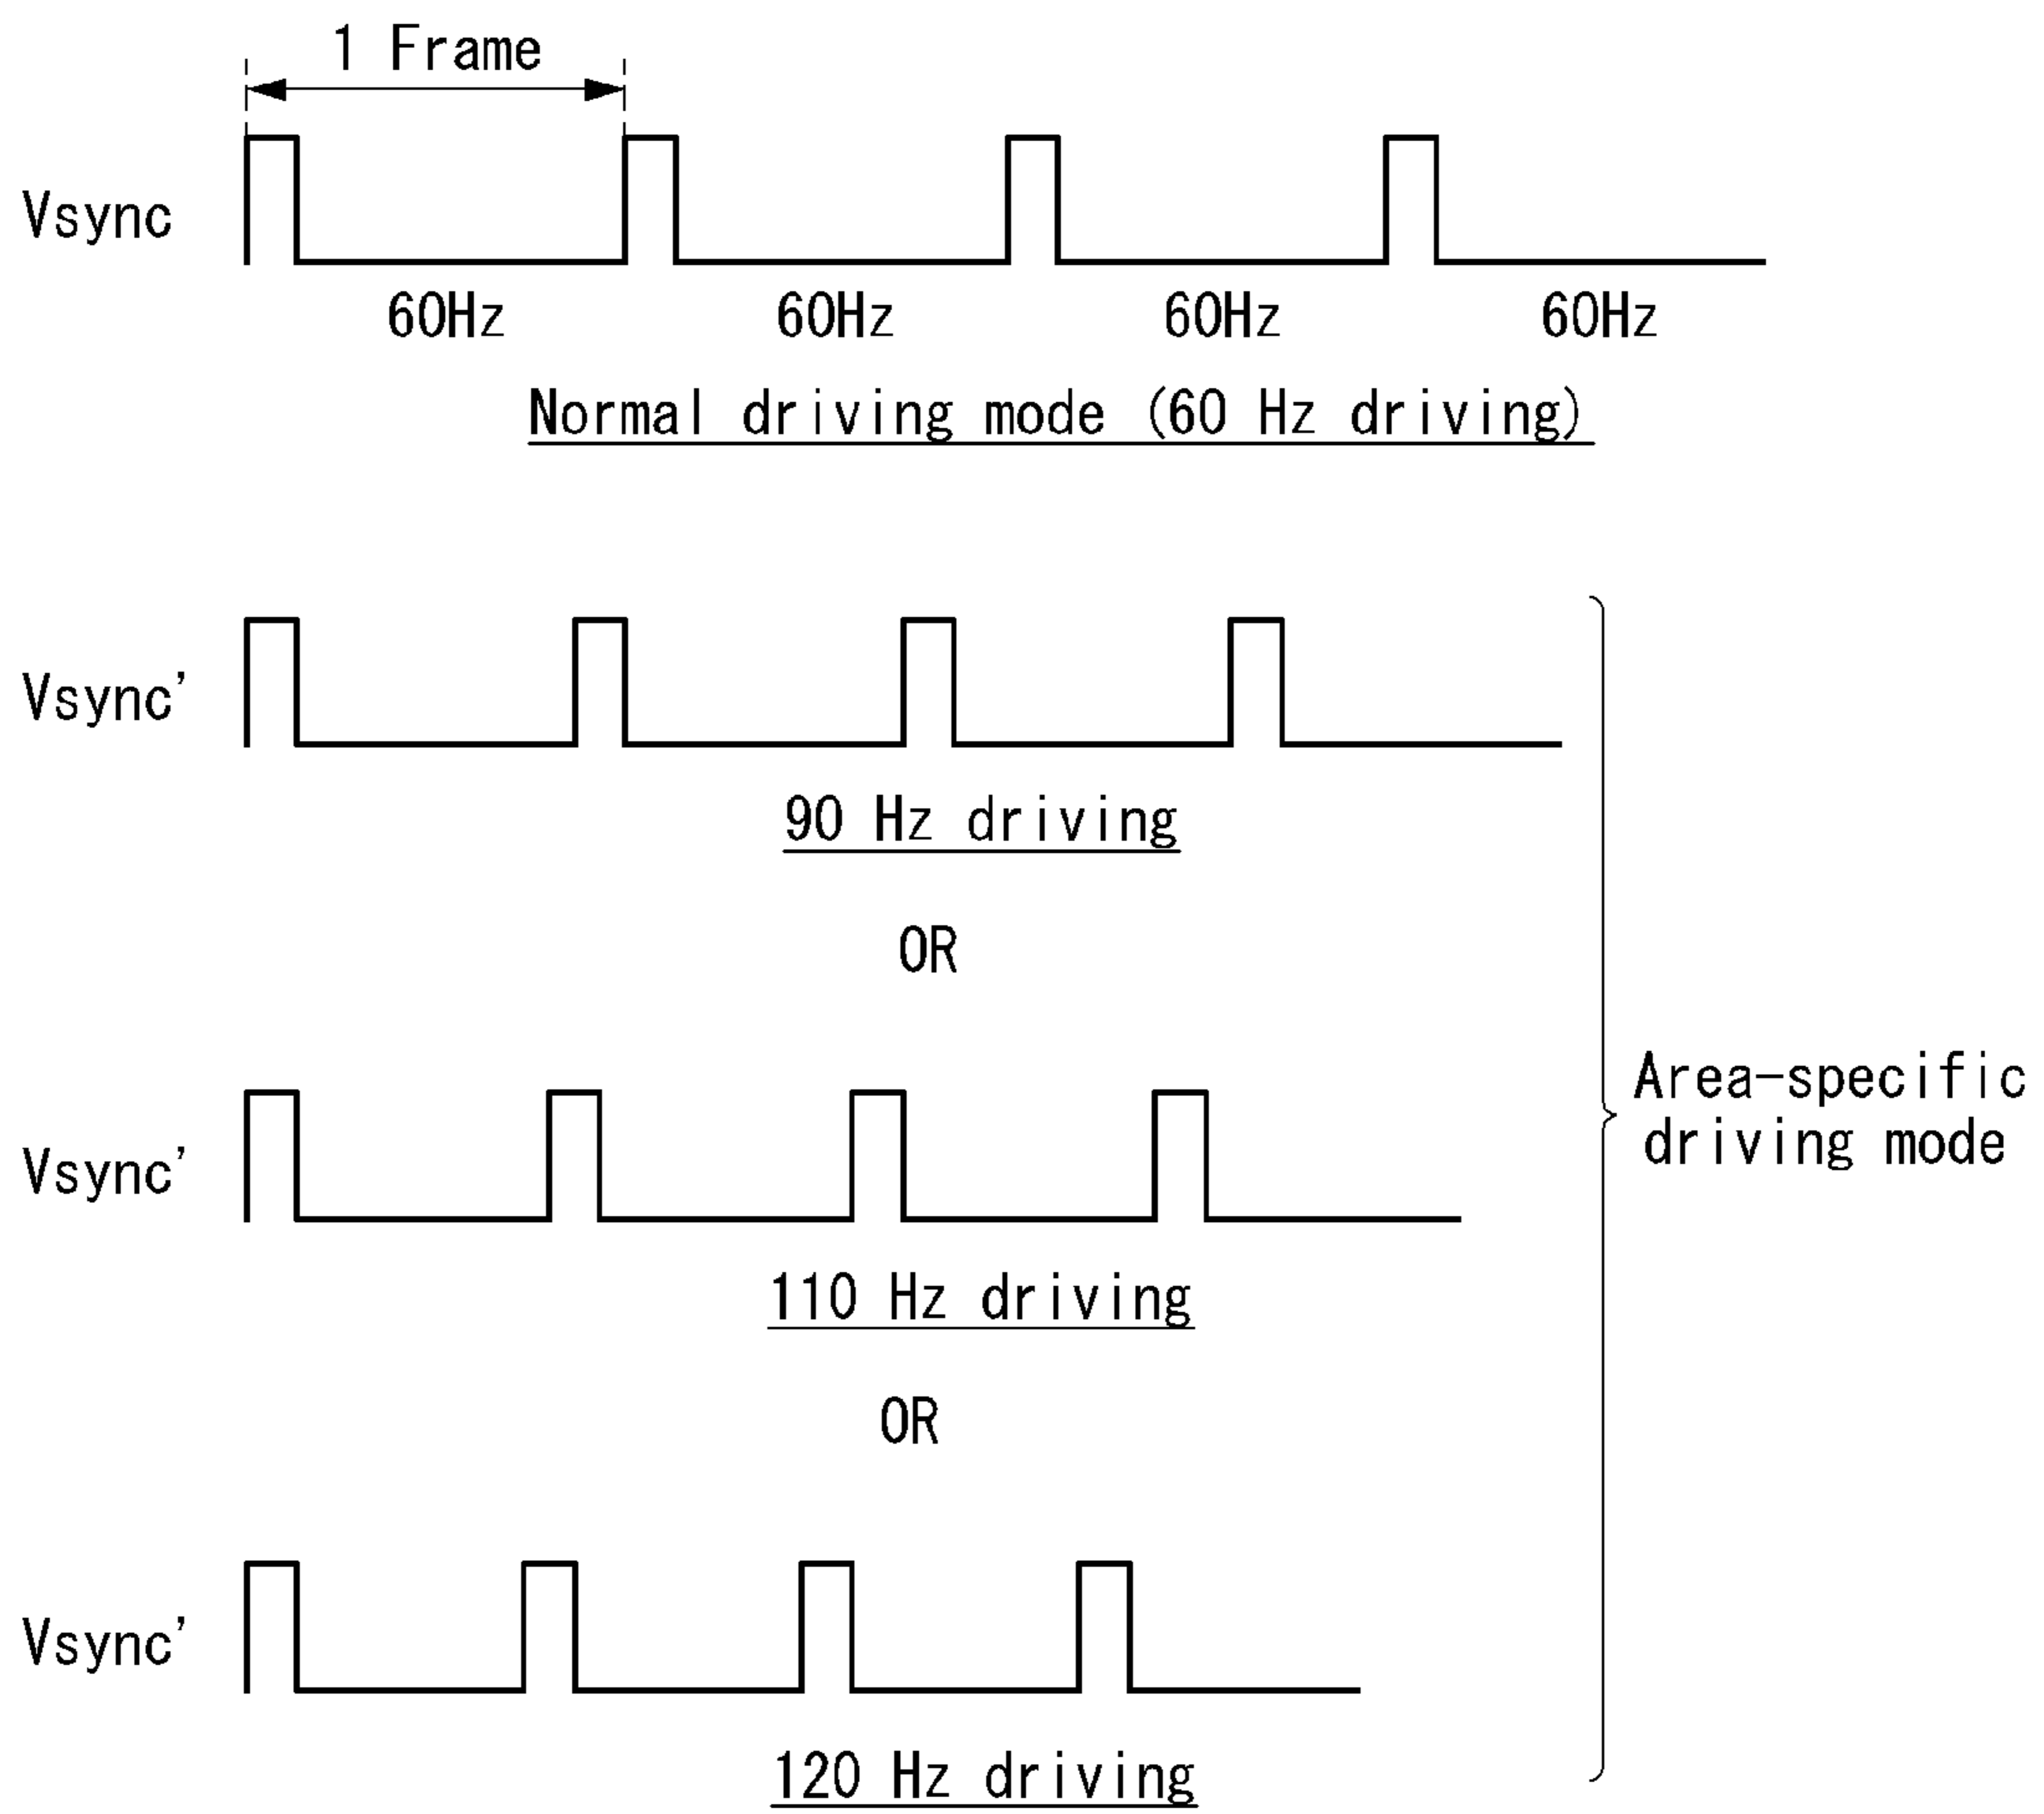 1 Frame
Vsync
60Hz 60Hz 60Hz 60Hz
Normal driving mode (60 Hz driving)
Vsync'
90 Hz driving
OR
Vsync'
110 Hz driving
OR
Area-specific
driving mode
Vsync'
120 Hz driving